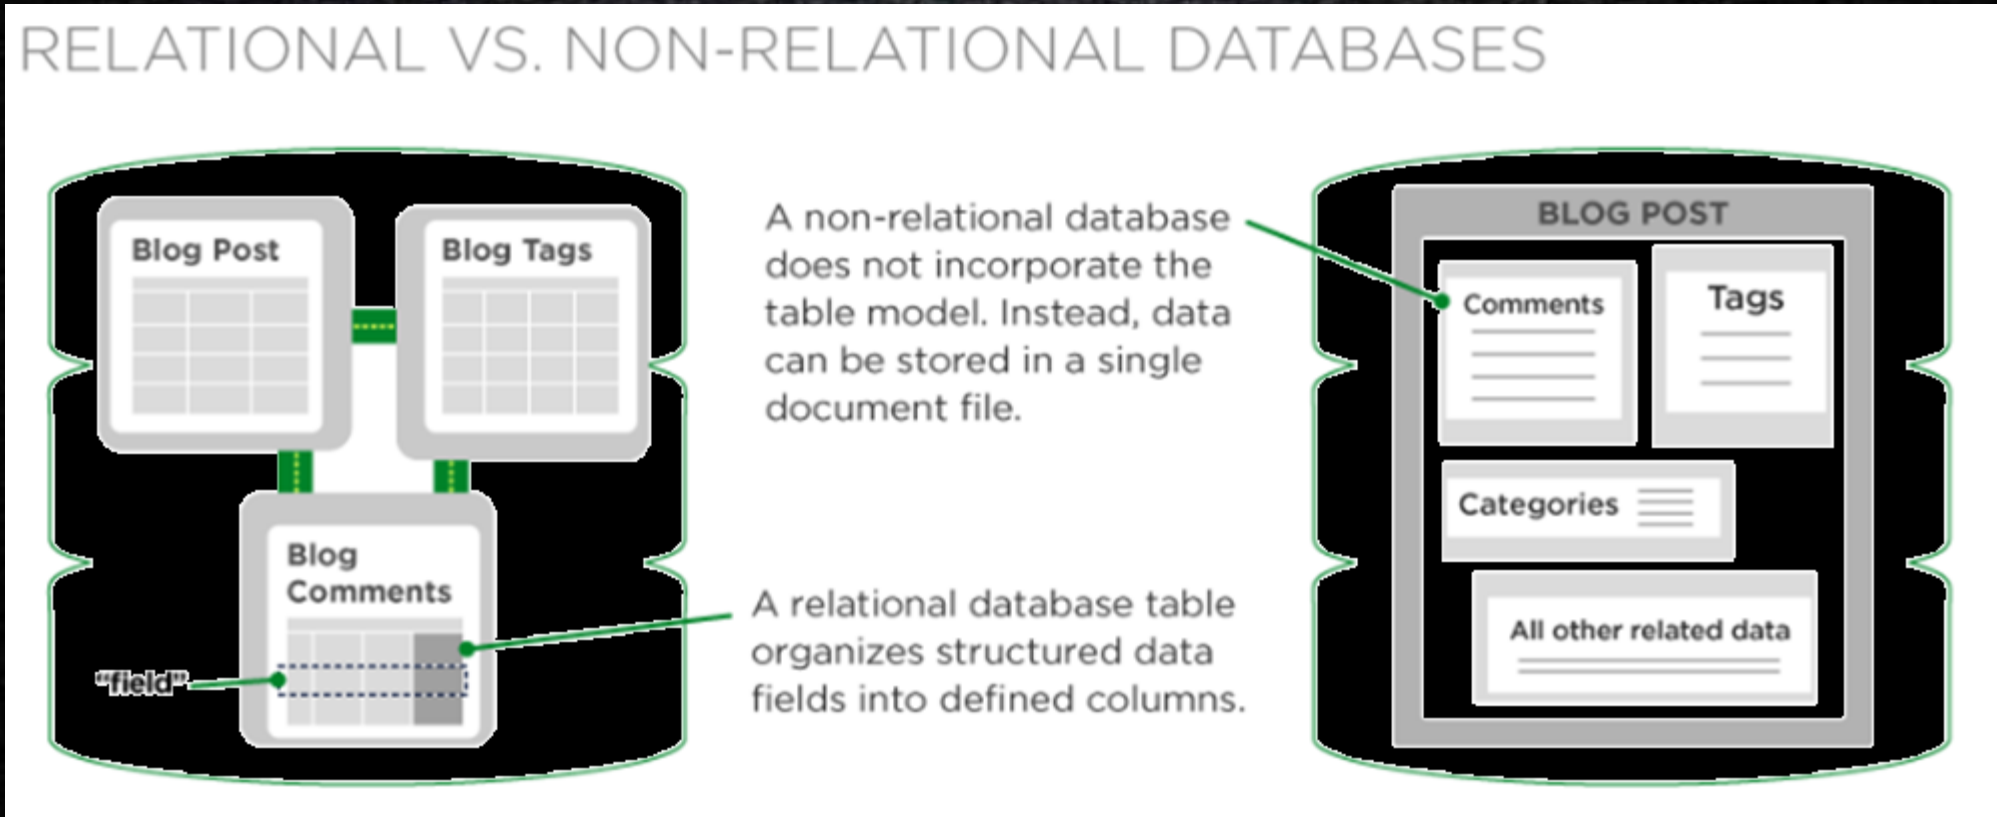 RELATIONAL VS. NON-RELATIONAL DATABASES
Blog Post
Blog Tags
Blog
Comments
"field"
A non-relational database
does not incorporate the
table model. Instead, data
can be stored in a single
document file.
A relational database table
organizes structured data
fields into defined columns.
BLOG POST
Comments
Tags
Categories
All other related data